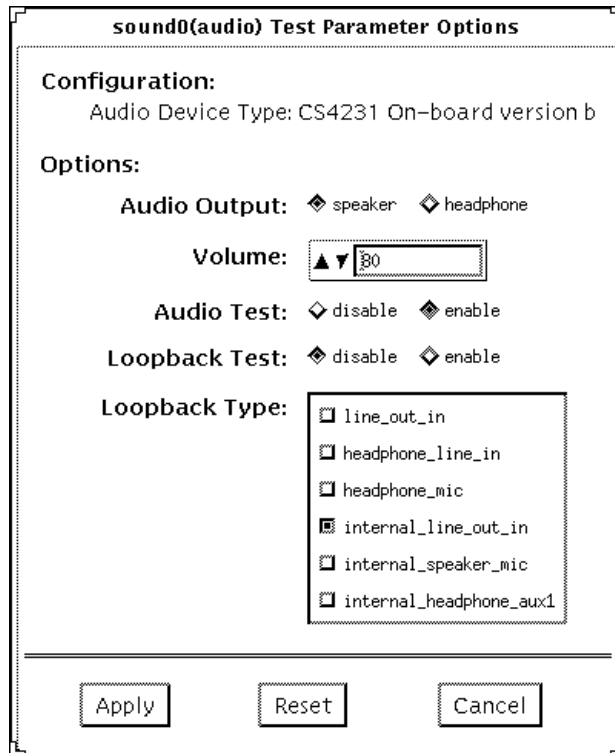 sound0(audio) Test Parameter Options
Configuration:
Audio Device Type: CS4231 On-board version b
Options:
Audio Output: speaker headphone
Volume: 80
Audio Test: disable enable
Loopback Test: disable enable
Loopback Type:
line_out_in
headphone_line_in
headphone_mic
internal_line_out_in
internal_speaker_mic
internal_headphone_aux1
Apply Reset Cancel